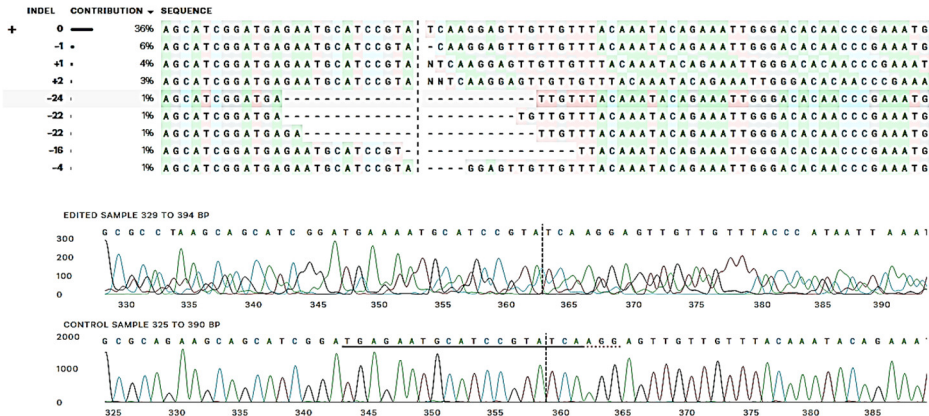 INDEL CONTRIBUTION SEQUENCE
+ 0 36% AGCATCGGATGAGAATGCATCCGTA TCAAGGAGTTGTTGTTTACAAATACAGAAATTGGGACACAACCCGAAATG
-1 6% AGCATCGGATGAGAATGCATCCGTA -CAAGGAGTTGTTGTTTACAAATACAGAAATTGGGACACAACCCGAAATG
+1 4% AGCATCGGATGAGAATGCATCCGTA NTCAAGGAGTTGTTGTTTACAAATACAGAAATTGGGACACAACCCGAAAT
+2 3% AGCATCGGATGAGAATGCATCCGTA NNTCAAGGAGTTGTTGTTTACAAATACAGAAATTGGGACACAACCCGAAA
-24 1% AGCATCGGATGA------------- -----------TTGTTTACAAATACAGAAATTGGGACACAACCCGAAATG
-22 1% AGCATCGGATGA------------- ---------TGTTGTTTACAAATACAGAAATTGGGACACAACCCGAAATG
-22 1% AGCATCGGATGAGA----------- -----------TTGTTTACAAATACAGAAATTGGGACACAACCCGAAATG
-16 1% AGCATCGGATGAGAATGCATCCGT- ---------------TTACAAATACAGAAATTGGGACACAACCCGAAATG
-4 1% AGCATCGGATGAGAATGCATCCGTA ----GGAGTTGTTGTTTACAAATACAGAAATTGGGACACAACCCGAAATG
EDITED SAMPLE 329 TO 394 BP
GCGCCTAAGCAGCATCGGATGAAAATGCATCCGTATCAAGGAGTTGTTGTTTACCCATAATTAAAT
300
200
100
0
330 335 340 345 350 355 360 365 370 375 380 385 390
CONTROL SAMPLE 325 TO 390 BP
GCGCAGAAGCAGCATCGGATGAGAATGCATCCGTATCAAGGAGTTGTTGTTTACAAATACAGAAA
2000
1000
0
325 330 335 340 345 350 355 360 365 370 375 380 385